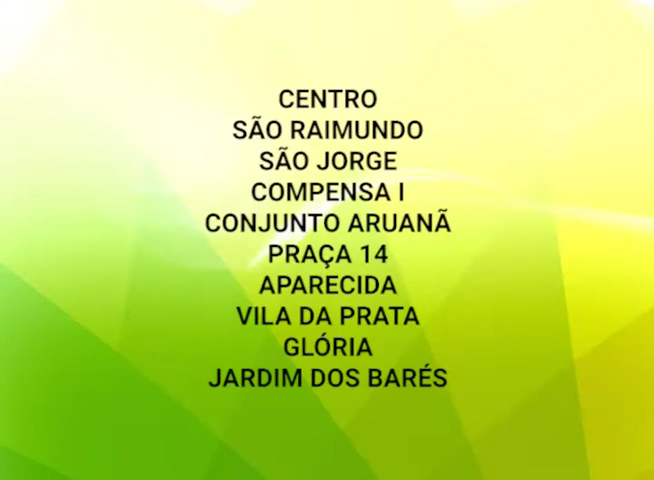 CENTRO
SÃO RAIMUNDO
SÃO JORGE
COMPENSA I
CONJUNTO ARUANÃ
PRAÇA 14
APARECIDA
VILA DA PRATA
GLÓRIA
JARDIM DOS BARÉS